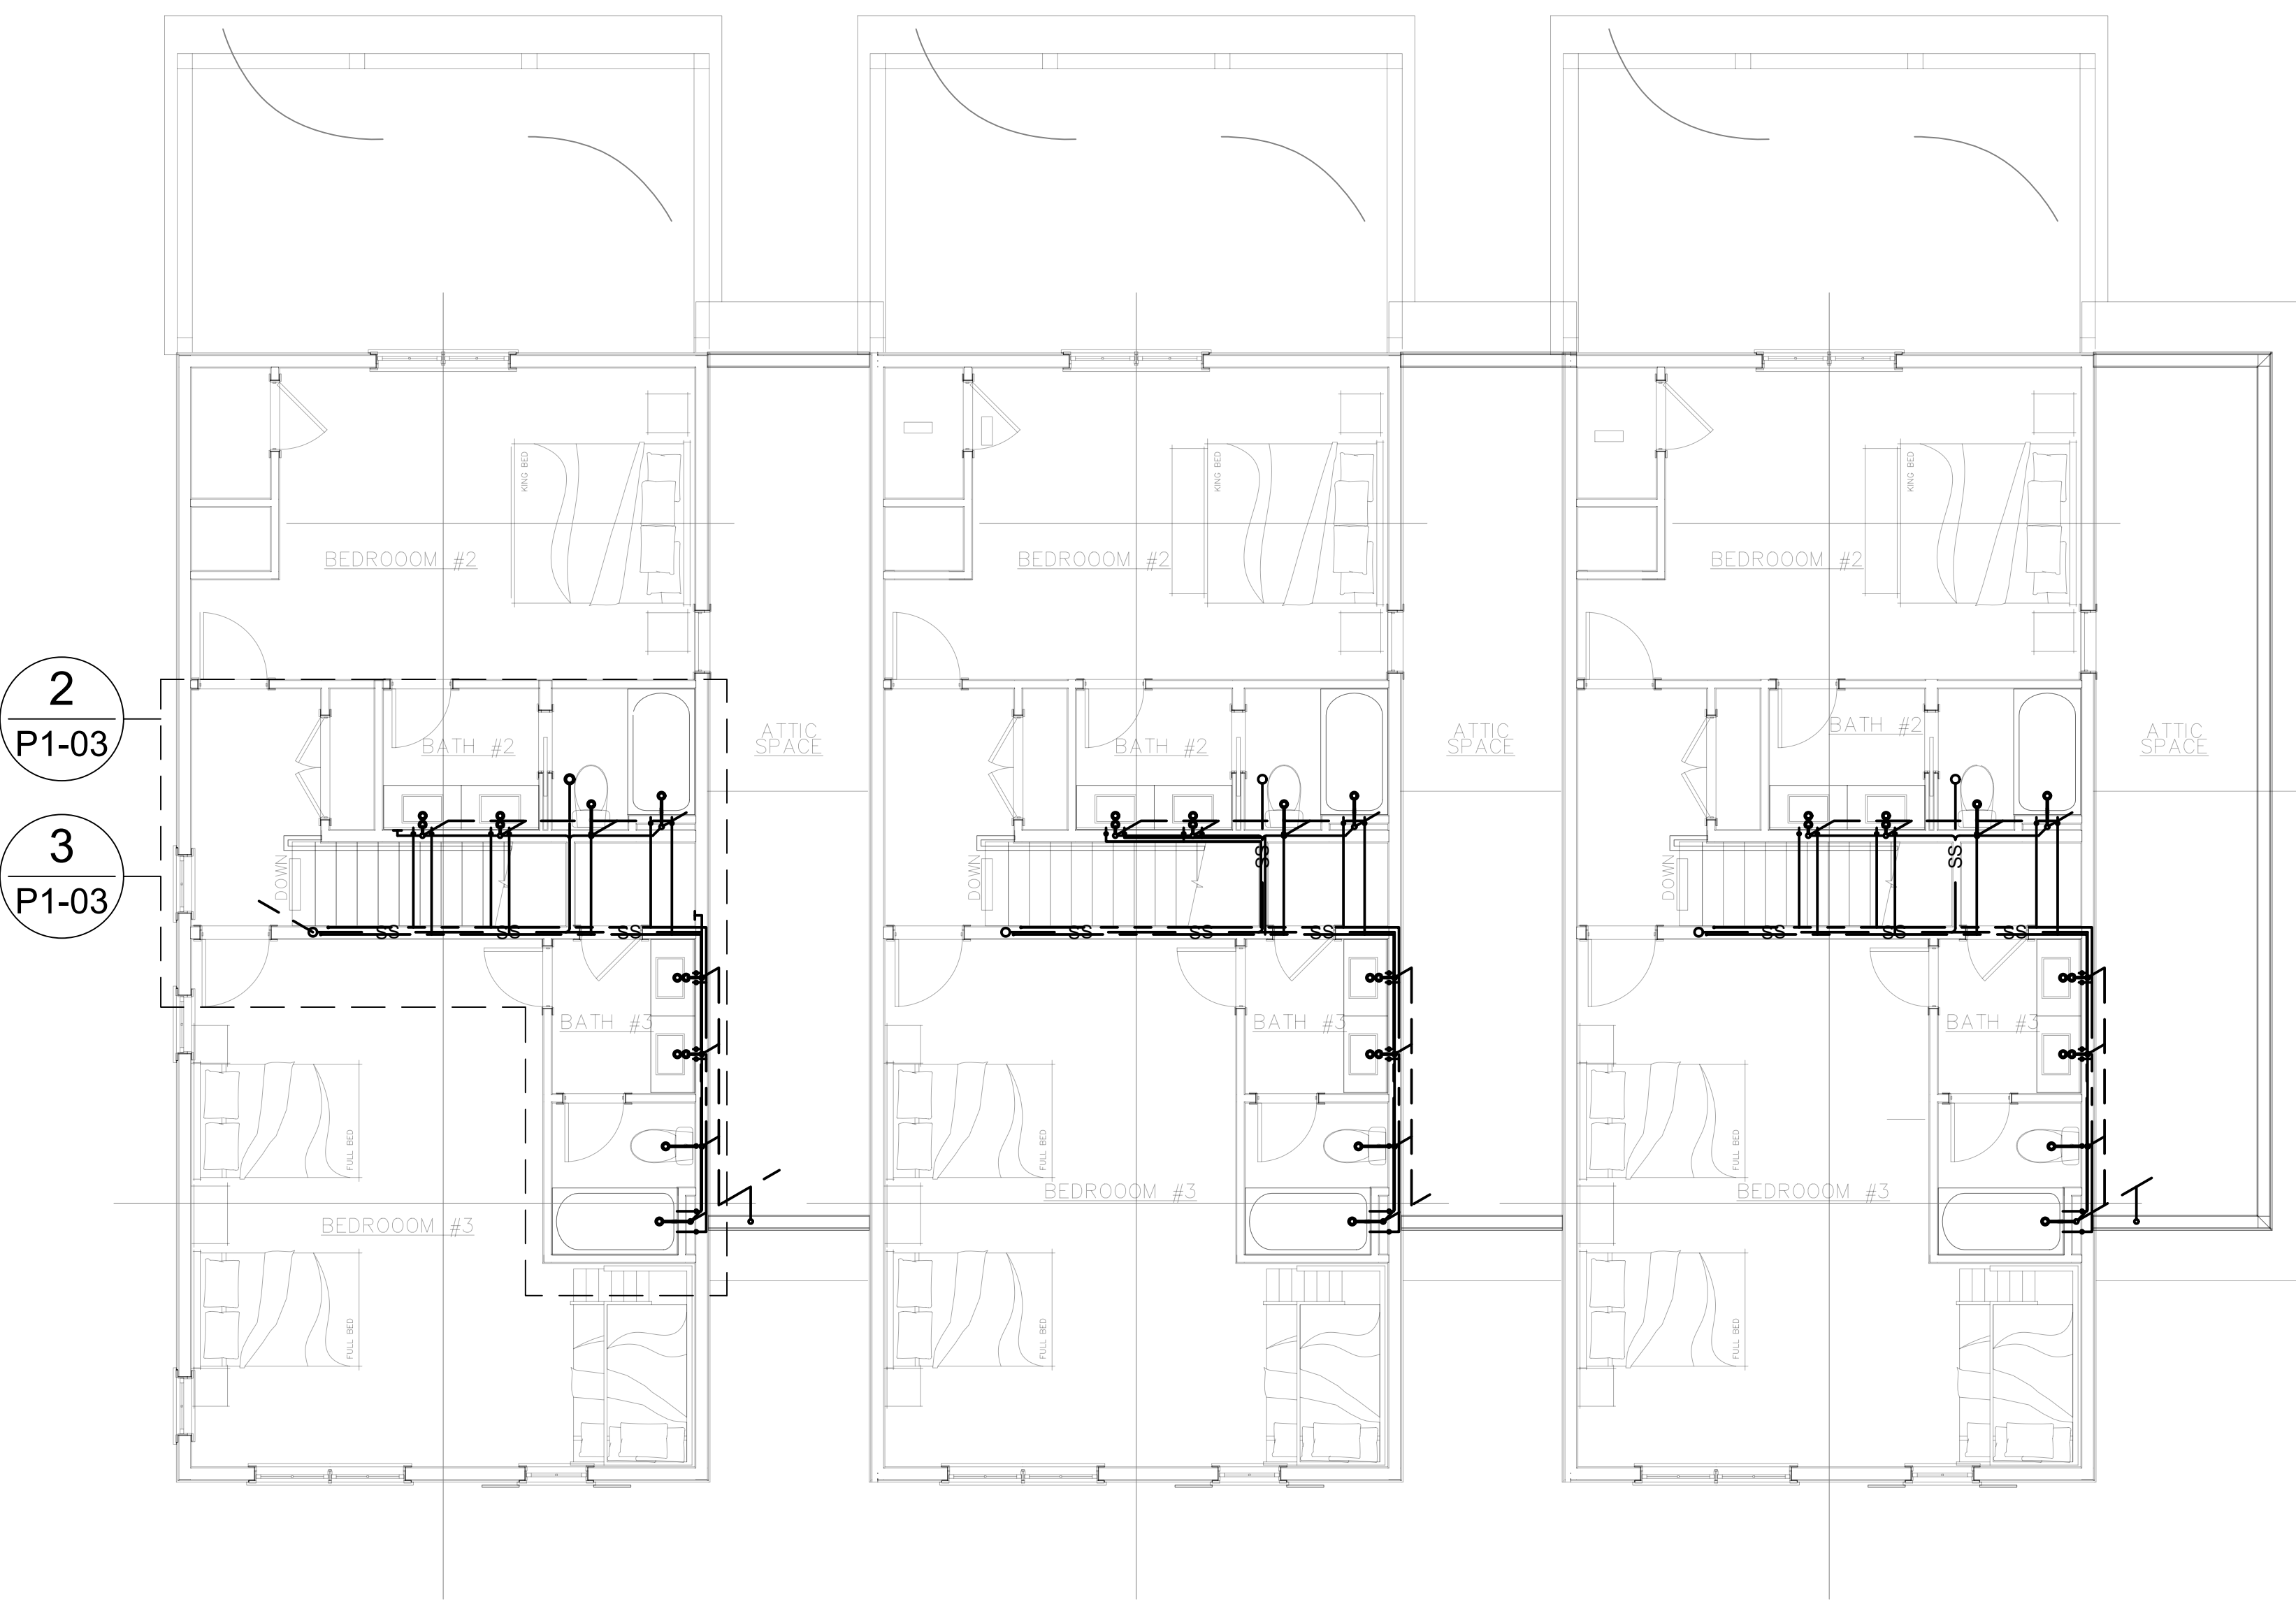 KING BED
KING BED
KING BED
BEDROOOM #2
BEDROOOM #2
BEDROOOM #2
2
P1-03
BATH #2
ATTIC
SPACE
BATH #2
ATTIC
SPACE
BATH #2
ATTIC
SPACE
3
P1-03
DOWN
DOWN
SS
DOWN
SS
SS
SS
SS
SS
SS
SS
SS
SS
SS
BATH #3
BATH #3
BATH #3
FULL BED
FULL BED
FULL BED
BEDROOOM #3
BEDROOOM #3
BEDROOOM #3
FULL BED
FULL BED
FULL BED